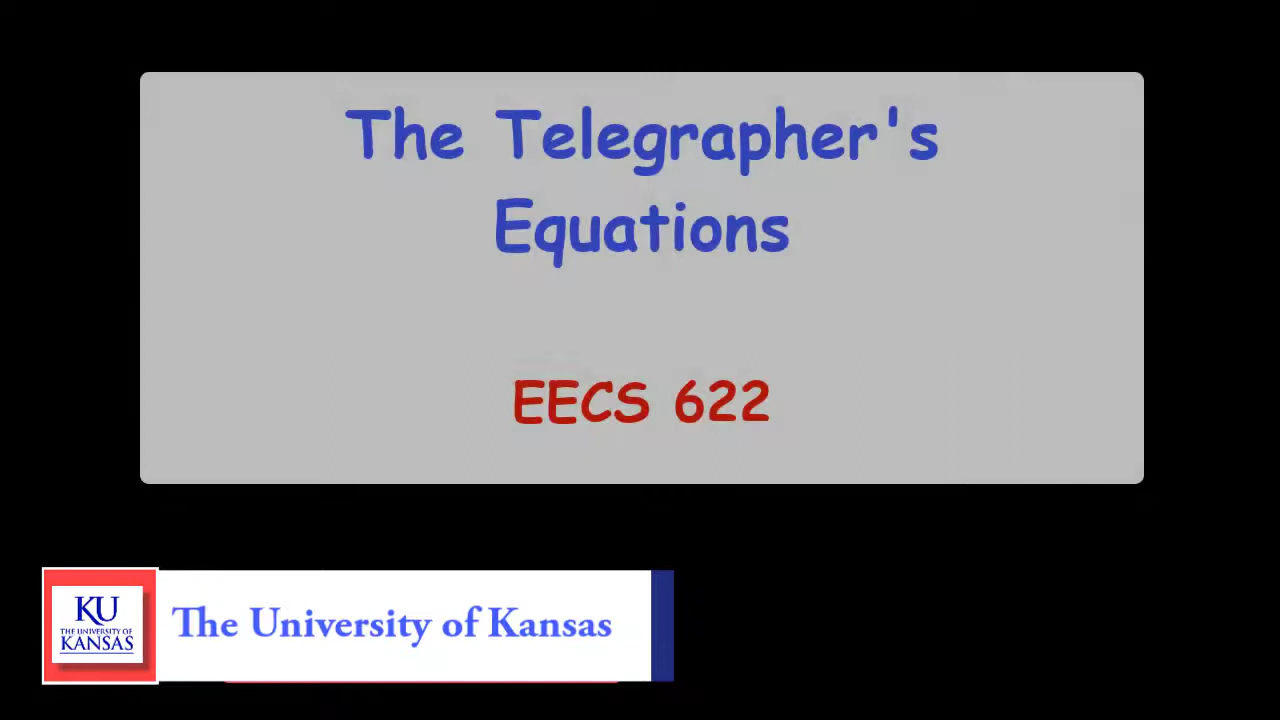 The Telegrapher's
Equations
EECS 622
KU
THE UNIVERSITY OF
KANSAS
The University of Kansas